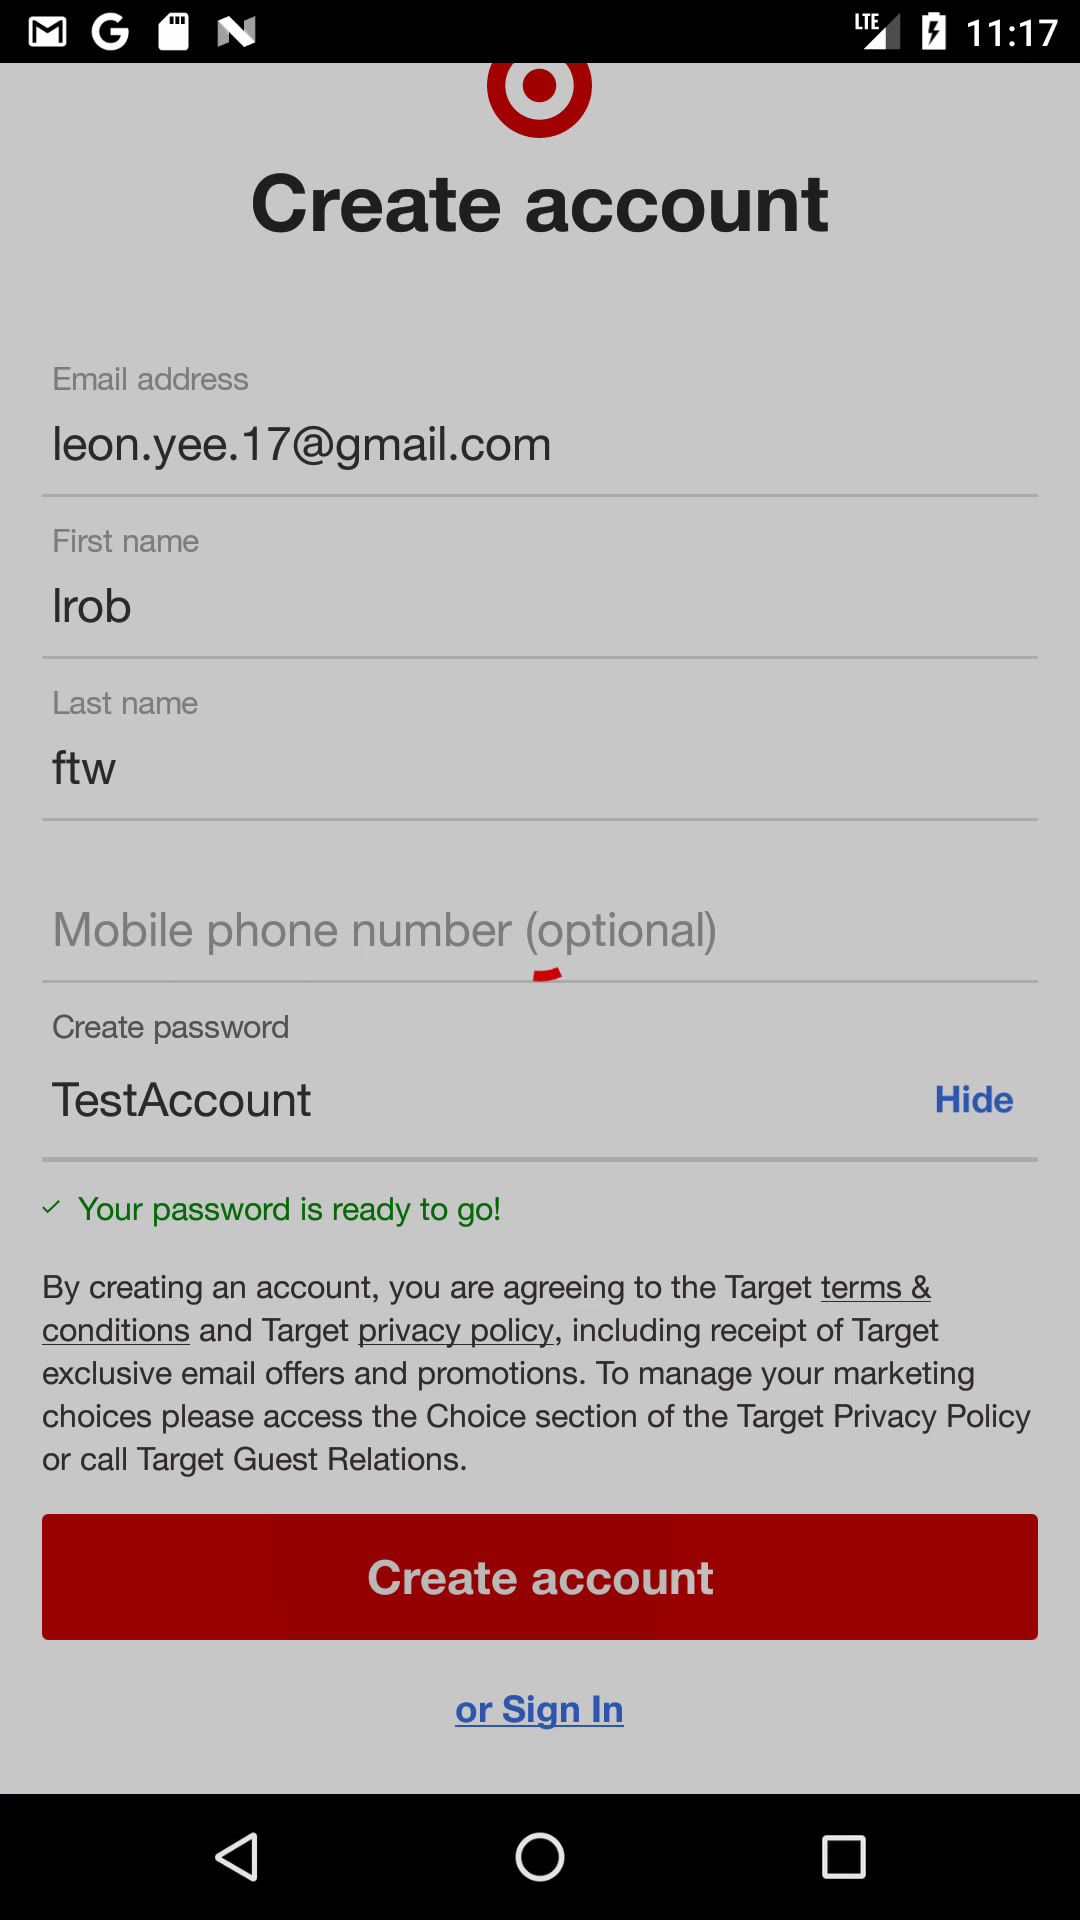 LTE 11:17
Create account
Email address
leon.yee.17@gmail.com
First name
lrob
Last name
ftw
Mobile phone number (optional)
Create password
TestAccount Hide
Your password is ready to go!
By creating an account, you are agreeing to the Target terms &
conditions and Target privacy policy, including receipt of Target
exclusive email offers and promotions. To manage your marketing
choices please access the Choice section of the Target Privacy Policy
or call Target Guest Relations.
Create account
or Sign In